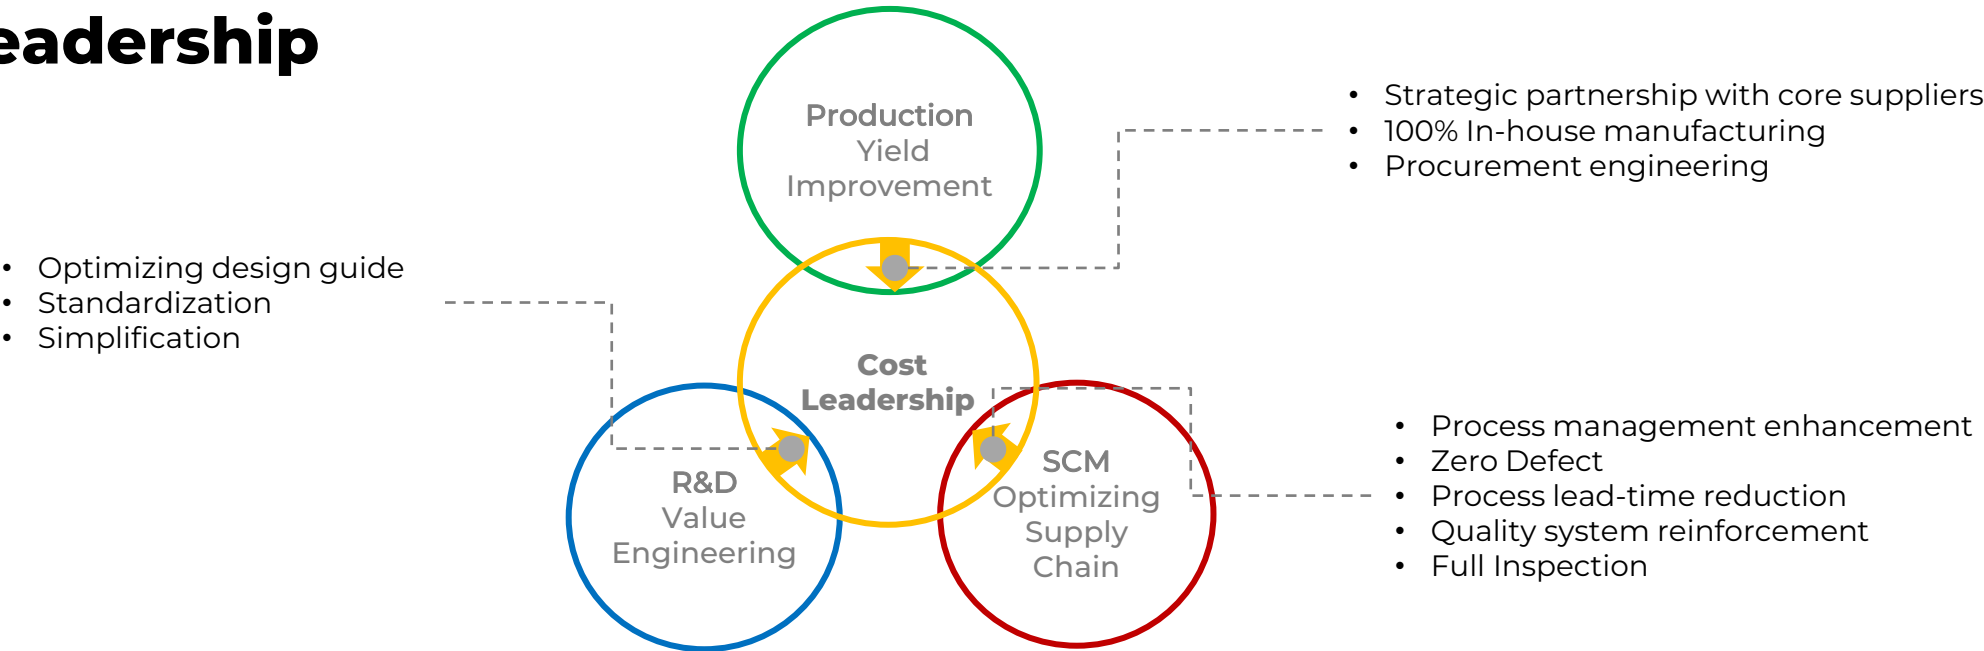 eadership
Production
Yield
Improvement
• Strategic partnership with core suppliers
• 100% In-house manufacturing
• Procurement engineering
• Optimizing design guide
• Standardization
• Simplification
Cost
Leadership
R&D
Value
Engineering
SCM
Optimizing
Supply
Chain
• Process management enhancement
• Zero Defect
• Process lead-time reduction
• Quality system reinforcement
• Full Inspection